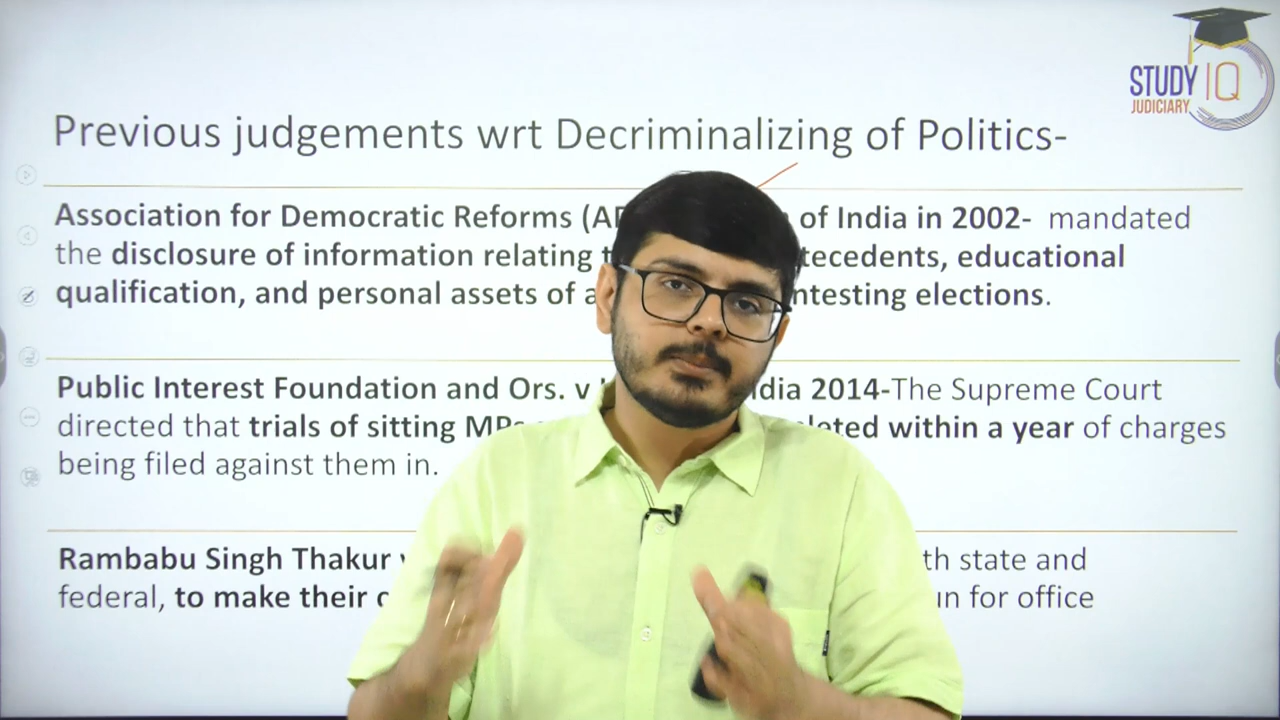 STUDY IQ
JUDICIARY
Previous judgements wrt Decriminalizing of Politics-
Association for Democratic Reforms (A of India in 2002- mandated
the disclosure of information relating tecedents, educational
qualification, and personal assets of a ntesting elections.
Public Interest Foundation and Ors. v dia 2014-The Supreme Court
directed that trials of sitting MPs leted within a year of charges
being filed against them in.
Rambabu Singh Thakur th state and
federal, to make their un for office